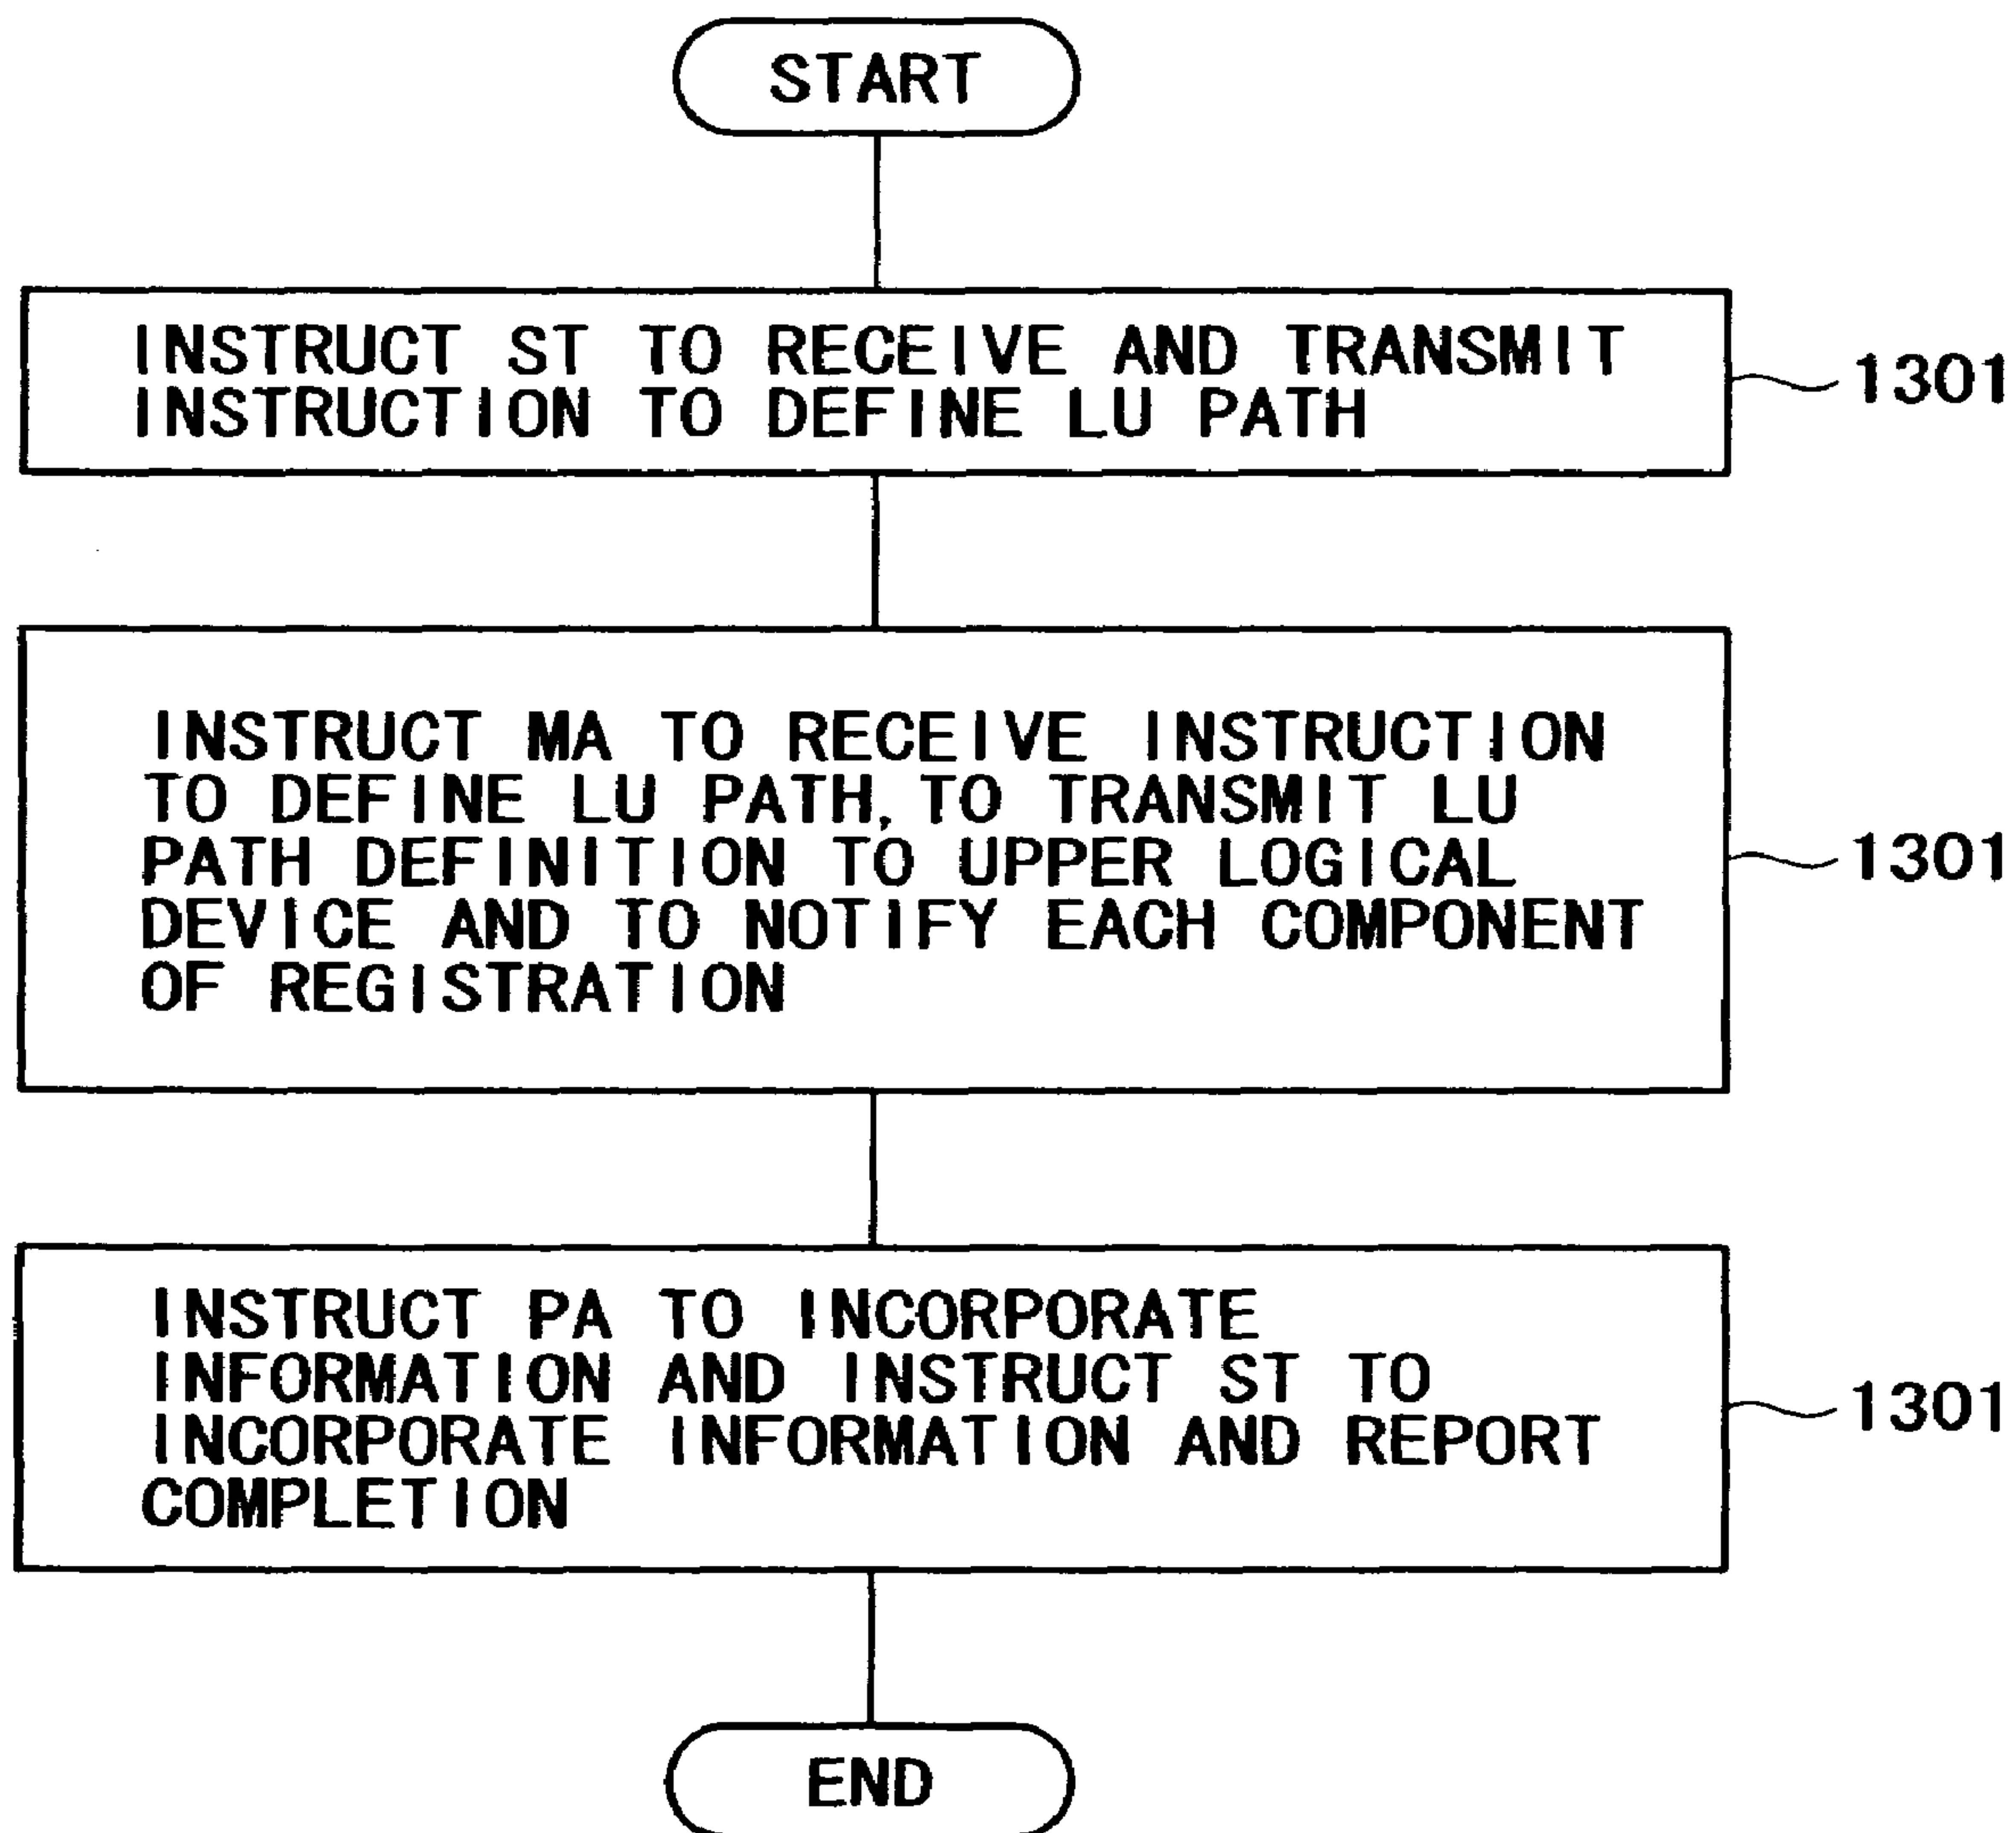 START
INSTRUCT ST TO RECEIVE AND TRANSMIT
INSTRUCTION TO DEFINE LU PATH
1301
INSTRUCT MA TO RECEIVE INSTRUCTION
TO DEFINE LU PATH, TO TRANSMIT LU
PATH DEFINITION TO UPPER LOGICAL
DEVICE AND TO NOTIFY EACH COMPONENT
OF REGISTRATION
1301
INSTRUCT PA TO INCORPORATE
INFORMATION AND INSTRUCT ST TO
INCORPORATE INFORMATION AND REPORT
COMPLETION
1301
END